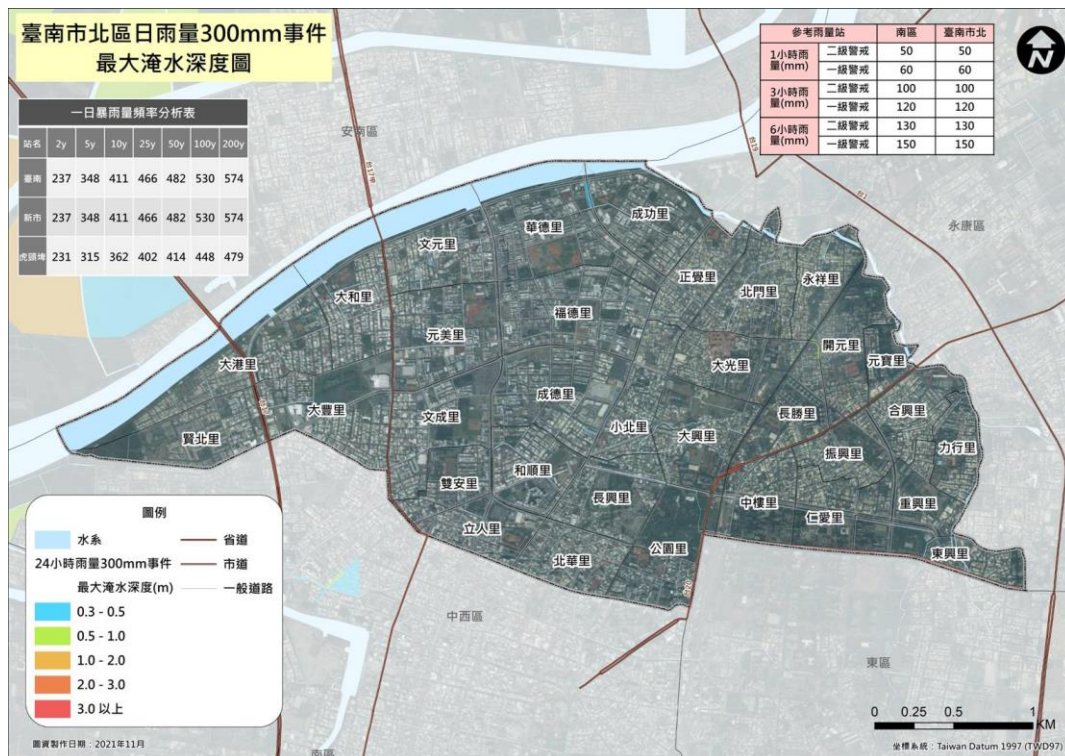 臺南市北區日雨量300mm事件
最大淹水深度圖
一日暴雨量頻率分析表
站名 2y 5y 10y 25y 50y 100y 200y
臺南 237 348 411 466 482 530 574
新市 237 348 411 466 482 530 574
虎頭埤 231 315 362 402 414 448 479
參考雨量站 南區 臺南市北
1小時雨量(mm) 二級警戒 50 50
一級警戒 60 60
3小時雨量(mm) 二級警戒 100 100
一級警戒 120 120
6小時雨量(mm) 二級警戒 130 130
一級警戒 150 150
N
安南區
台17甲
台19
台1
永康區
成功里
華德里
文元里
正覺里
北門里
永祥里
大和里
福德里
元美里
開元里
元寶里
大港里
大光里
成德里
大豐里
文成里
長勝里
合興里
賢北里
小北里
大興里
振興里
力行里
和順里
雙安里
長興里
中樓里
仁愛里
重興里
立人里
公園里
北華里
東興里
中西區
東區
南區
圖例
水系
省道
24小時雨量300mm事件
市道
最大淹水深度(m)
一般道路
0.3 - 0.5
0.5 - 1.0
1.0 - 2.0
2.0 - 3.0
3.0 以上
圖資製作日期：2021年11月
0 0.25 0.5 1
KM
坐標系統：Taiwan Datum 1997 (TWD97)